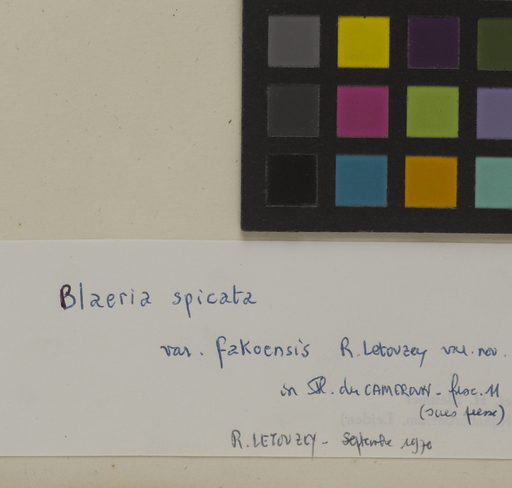 Blaeria spicata
var. fakoensis R. Letouzey var. nov.
in Fl. du CAMEROUN - fasc. 11
(sous presse)
R. LETOUZEY - Septembre 1970